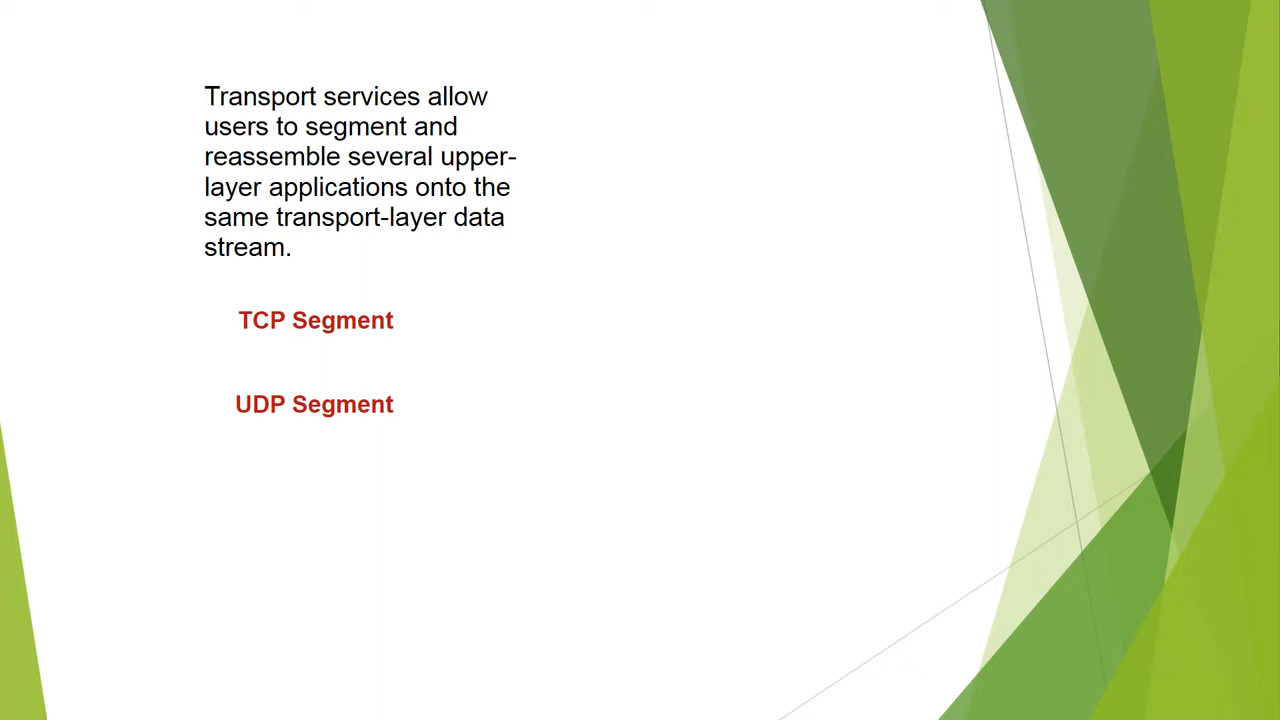 Transport services allow
users to segment and
reassemble several upper-
layer applications onto the
same transport-layer data
stream.
TCP Segment
UDP Segment